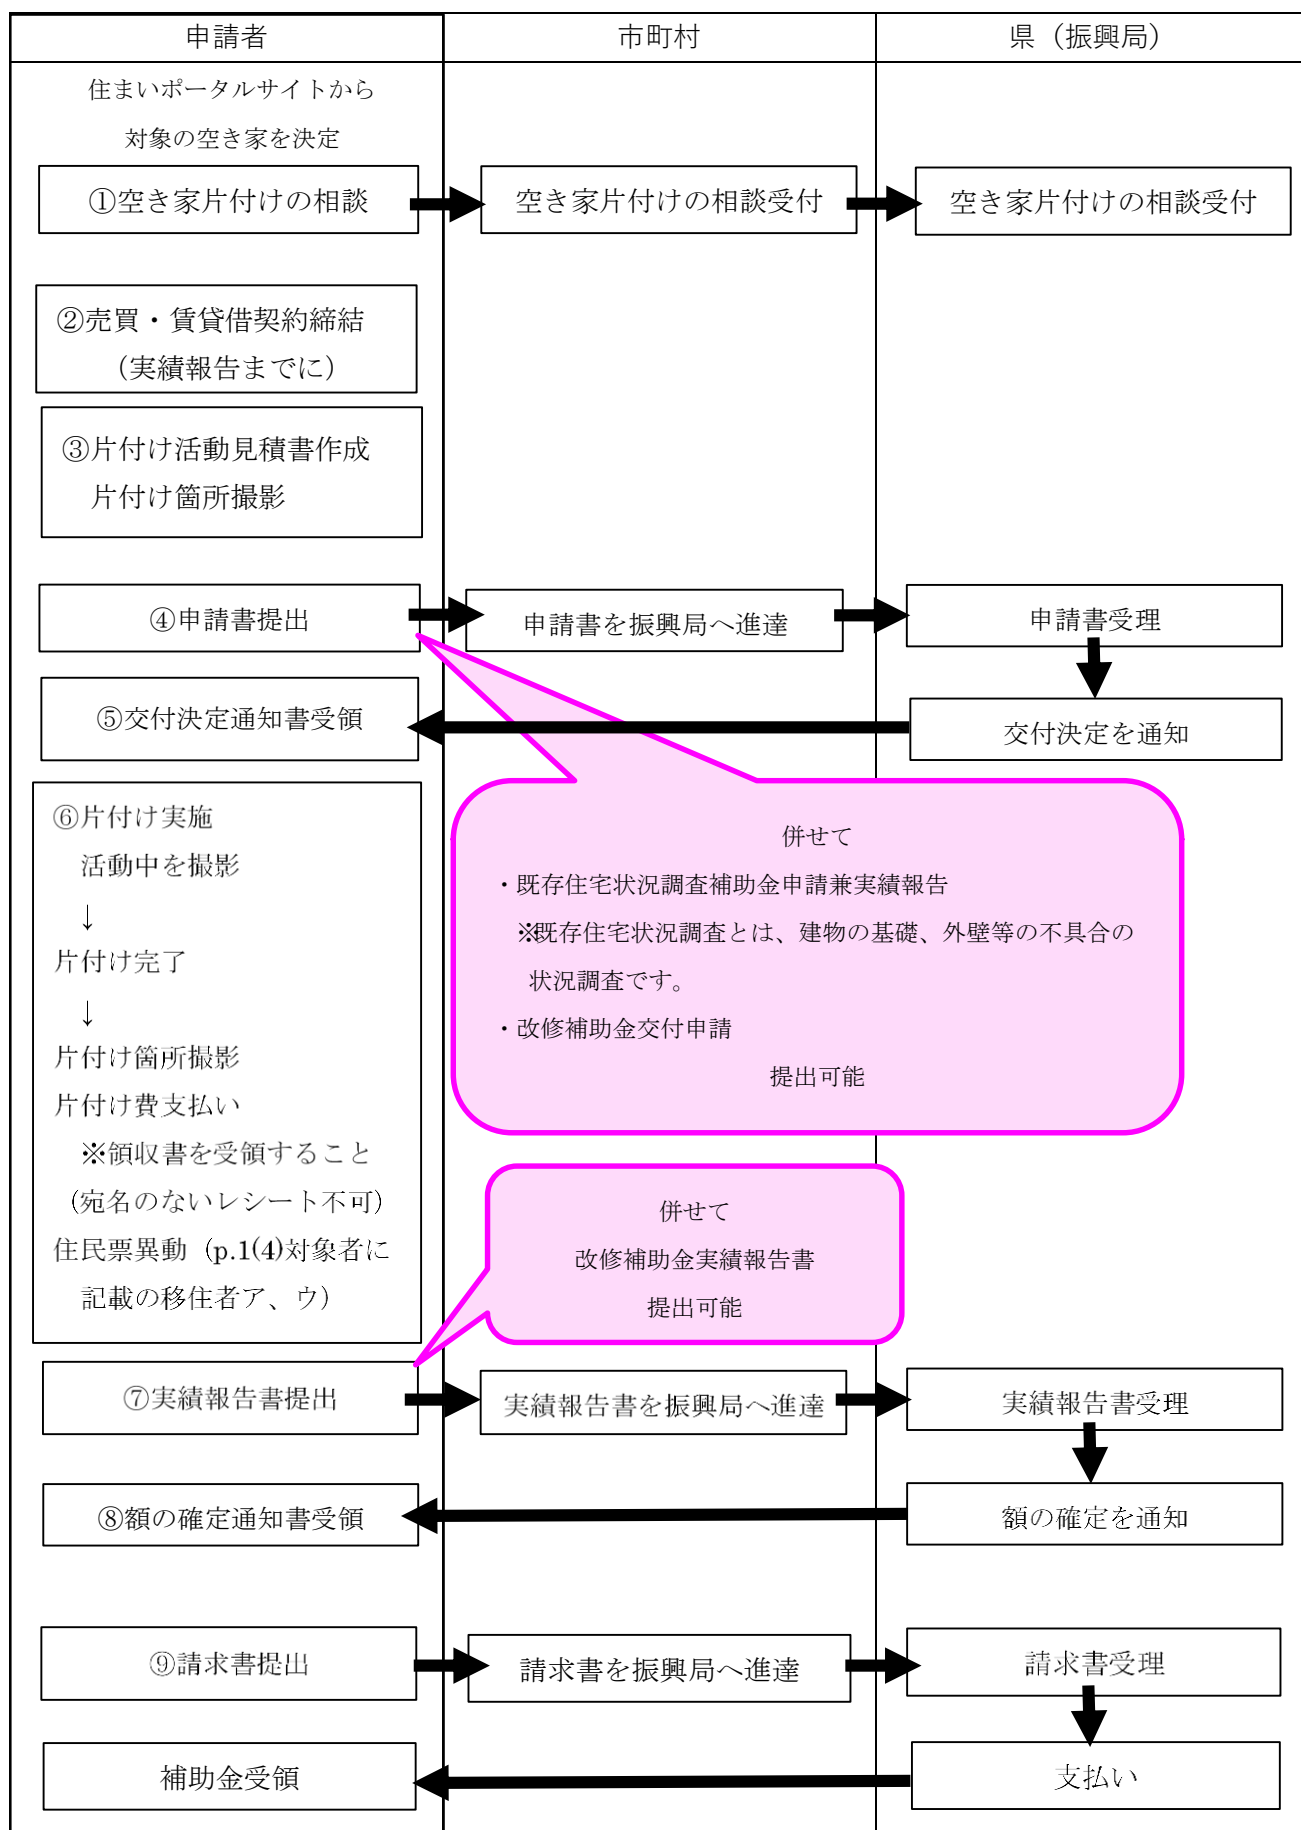 申請者
市町村
県（振興局）
住まいポータルサイトから
対象の空き家を決定
①空き家片付けの相談
空き家片付けの相談受付
空き家片付けの相談受付
②売買・賃貸借契約締結
（実績報告までに）
③片付け活動見積書作成
片付け箇所撮影
④申請書提出
申請書を振興局へ進達
申請書受理
⑤交付決定通知書受領
交付決定を通知
併せて
・既存住宅状況調査補助金申請兼実績報告
※既存住宅状況調査とは、建物の基礎、外壁等の不具合の
状況調査です。
・改修補助金交付申請
提出可能
⑥片付け実施
活動中を撮影
↓
片付け完了
↓
片付け箇所撮影
片付け費支払い
※領収書を受領すること
（宛名のないレシート不可）
住民票異動（p.1(4)対象者に
記載の移住者ア、ウ）
併せて
改修補助金実績報告書
提出可能
⑦実績報告書提出
実績報告書を振興局へ進達
実績報告書受理
⑧額の確定通知書受領
額の確定を通知
⑨請求書提出
請求書を振興局へ進達
請求書受理
補助金受領
支払い